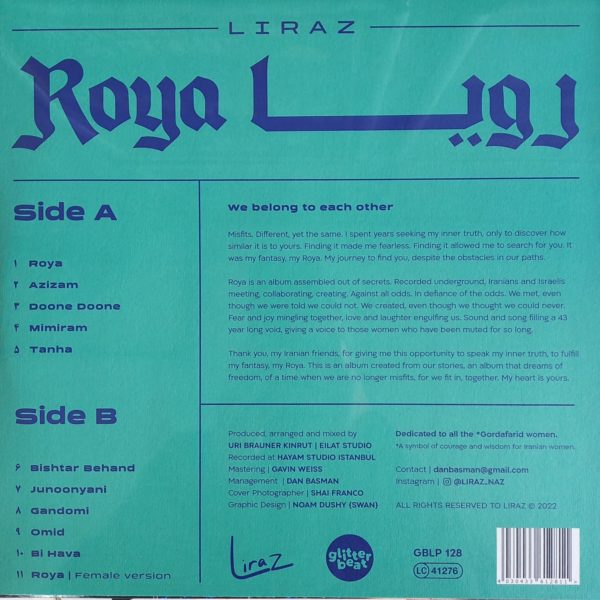 LIRAZ
Roya رویا
Side A
۱ Roya
۲ Azizam
۳ Doone Doone
۴ Mimiram
۵ Tanha
Side B
۶ Bishtar Behand
۷ Junoonyani
۸ Gandomi
۹ Omid
۱۰ Bi Hava
۱۱ Roya | Female version
We belong to each other
Misfits. Different, yet the same. I spent years seeking my inner truth, only to discover how
similar it is to yours. Finding it made me fearless. Finding it allowed me to search for you. It
was my fantasy, my Roya. My journey to find you, despite the obstacles in our paths.
Roya is an album assembled out of secrets. Recorded underground, Iranians and Israelis
meeting, collaborating, creating. Against all odds. In defiance of the odds. We met, even
though we were told we could not. We created, even though we thought we could never.
Fear and joy mingling together, love and laughter engulfing us. Sound and song filling a 43
year long void, giving a voice to those women who have been muted for so long.
Thank you, my Iranian friends, for giving me this opportunity to speak my inner truth, to fulfill
my fantasy, my Roya. This is an album created from our stories, an album that dreams of
freedom, of a time when we are no longer misfits, for we fit in, together. My heart is yours.
Produced, arranged and mixed by
URI BRAUNER KINROT | EILAT STUDIO
Recorded at HAYAM STUDIO ISTANBUL
Mastering | GAVIN WEISS
Management | DAN BASMAN
Cover Photographer | SHAI FRANCO
Graphic Design | NOAM DUSHY {SWAN}
Dedicated to all the *Gordafarid women.
*A symbol of courage and wisdom for Iranian women.
Contact | danbasman@gmail.com
Instagram | @LIRAZ_NAZ
ALL RIGHTS RESERVED TO LIRAZ © 2022
Liraz
glitter
beat
GBLP 128
LC 41276